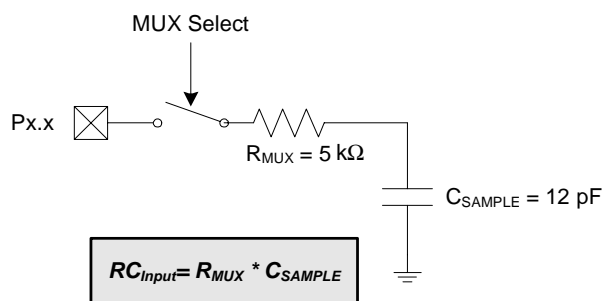 MUX Select
Px.x
RMUX = 5 kΩ
CSAMPLE = 12 pF
RCInput= RMUX * CSAMPLE